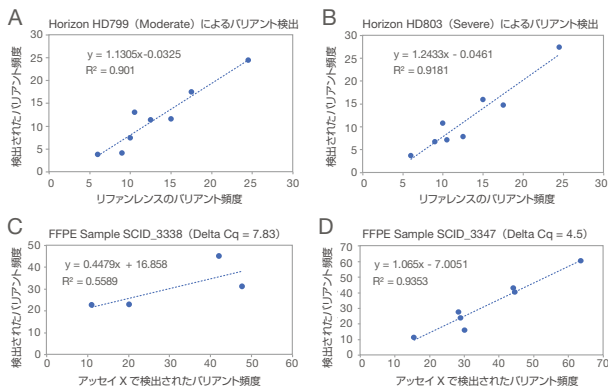 A
Horizon HD799（Moderate）によるバリアント検出
y = 1.1305x-0.0325
R² = 0.901
検出されたバリアント頻度
30
25
20
15
10
5
0
0 5 10 15 20 25 30
リファンレンスのバリアント頻度
B
Horizon HD803（Severe）によるバリアント検出
y = 1.2433x - 0.0461
R² = 0.9181
検出されたバリアント頻度
30
25
20
15
10
5
0
0 5 10 15 20 25 30
リファレンスのバリアント頻度
C
FFPE Sample SCID_3338（Delta Cq = 7.83）
y = 0.4479x + 16.858
R² = 0.5589
検出されたバリアント頻度
50
40
30
20
10
0
0 10 20 30 40 50 60
アッセイ X で検出されたバリアント頻度
D
FFPE Sample SCID_3347（Delta Cq = 4.5）
y = 1.065x - 7.0051
R² = 0.9353
検出されたバリアント頻度
70
60
50
40
30
20
10
0
0 10 20 30 40 50 60 70
アッセイ X で検出されたバリアント頻度